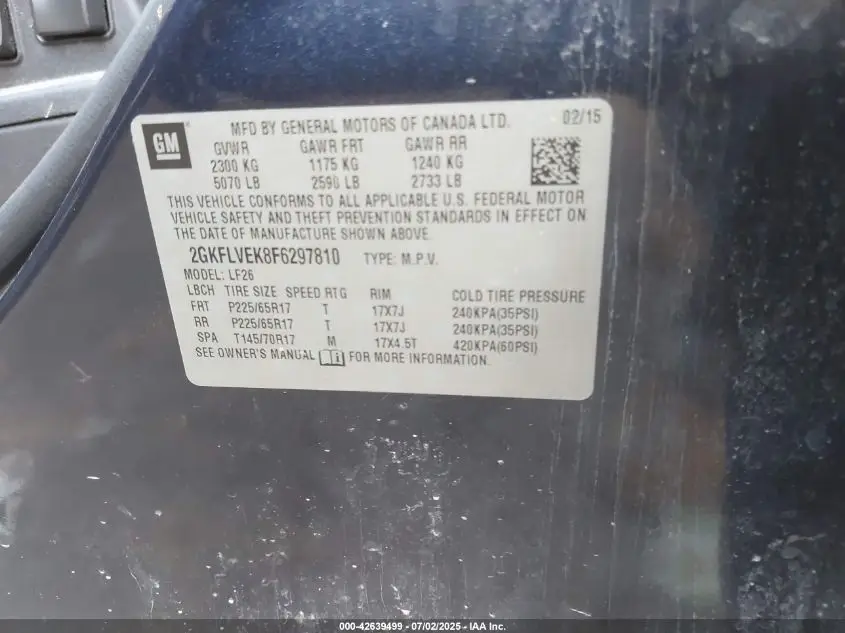 GM
MFD BY GENERAL MOTORS OF CANADA LTD. 02/15
GVWR GAWR FRT GAWR RR
2300 KG 1175 KG 1240 KG
5070 LB 2590 LB 2733 LB
THIS VEHICLE CONFORMS TO ALL APPLICABLE U.S. FEDERAL MOTOR
VEHICLE SAFETY AND THEFT PREVENTION STANDARDS IN EFFECT ON
THE DATE OF MANUFACTURE SHOWN ABOVE.
2GKFLVEK8F6297810 TYPE: M.P.V.
MODEL: LF26
LBCH TIRE SIZE SPEED RTG RIM COLD TIRE PRESSURE
FRT P225/65R17 T 17X7J 240KPA(35PSI)
RR P225/65R17 T 17X7J 240KPA(35PSI)
SPA T145/70R17 M 17X4.5T 420KPA(60PSI)
SEE OWNER'S MANUAL FOR MORE INFORMATION.
000-42639499 - 07/02/2025 - IAA Inc.